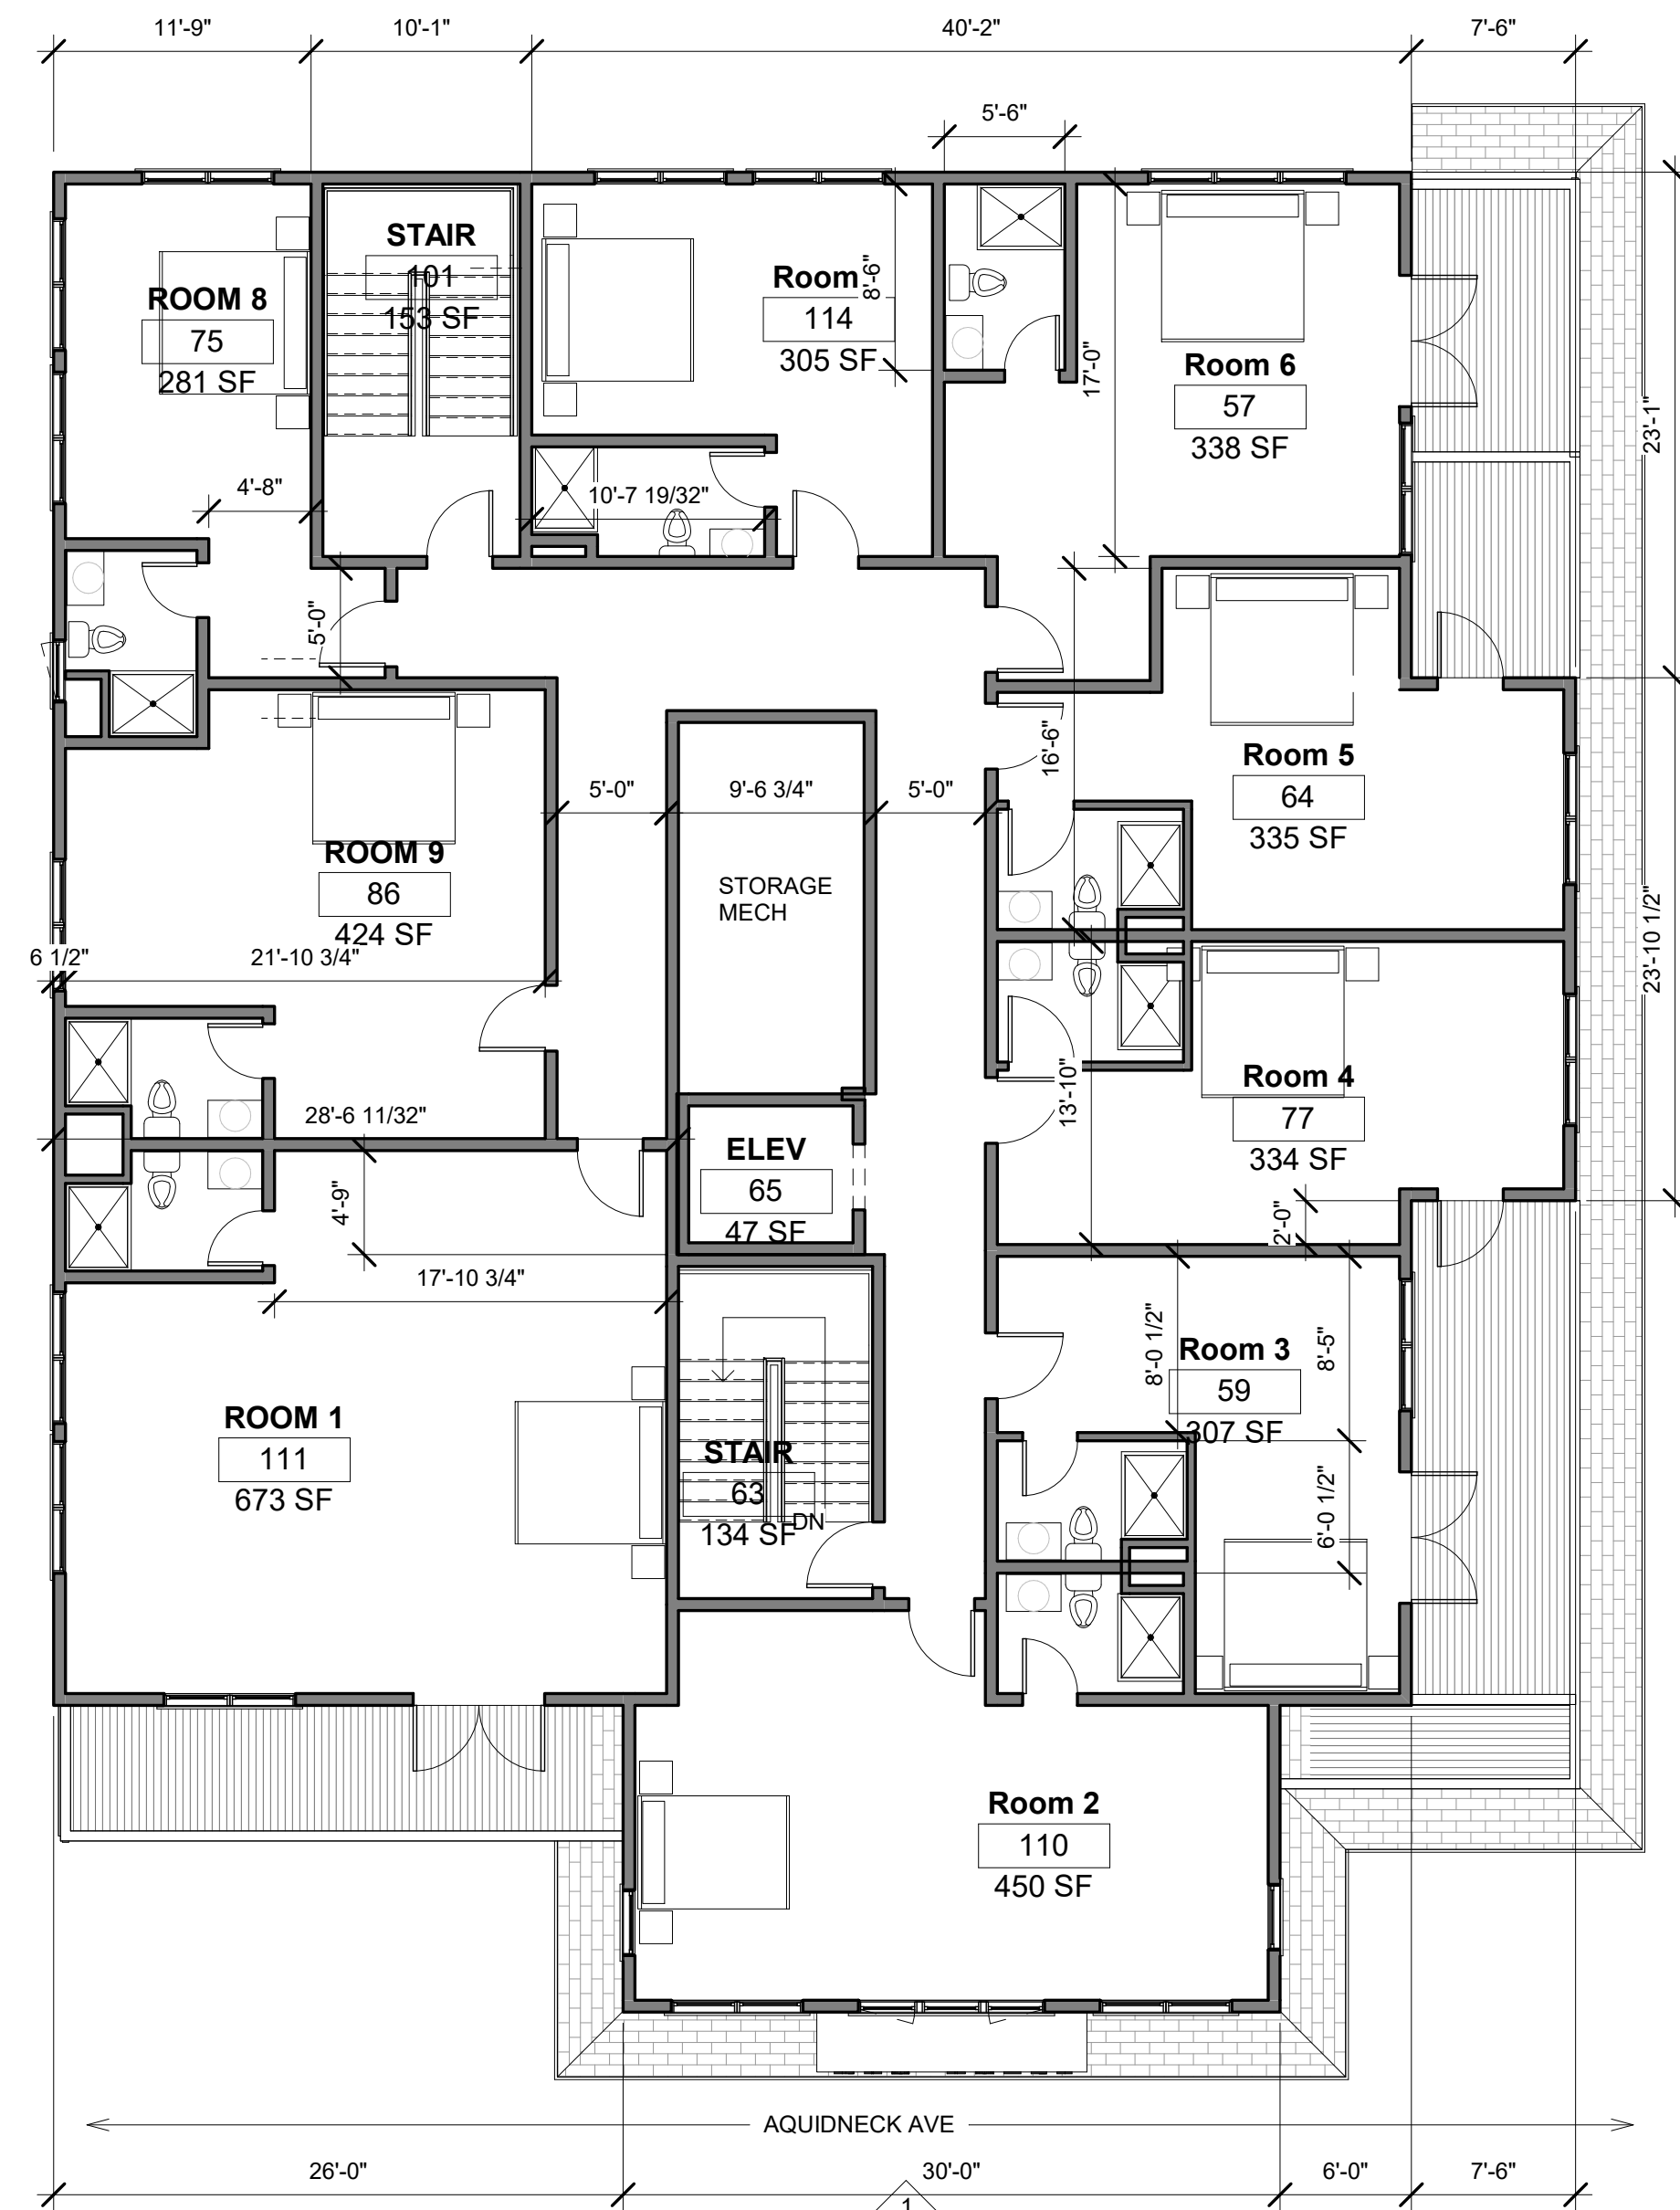 11'-9"
10'-1"
40'-2"
7'-6"
5'-6"
STAIR
101
153 SF
ROOM 8
75
281 SF
Room
114
305 SF
8'-6"
Room 6
57
338 SF
17'-0"
23'-1"
4'-8"
10'-7 19/32"
5'-0"
Room 5
64
335 SF
16'-6"
5'-0"
9'-6 3/4"
5'-0"
ROOM 9
86
424 SF
STORAGE
MECH
6 1/2"
21'-10 3/4"
23'-10 1/2"
Room 4
77
334 SF
13'-10"
28'-6 11/32"
ELEV
65
47 SF
4'-9"
2'-0"
17'-10 3/4"
8'-0 1/2"
Room 3
59
307 SF
8'-5"
ROOM 1
111
673 SF
STAIR
63
134 SF
DN
6'-0 1/2"
Room 2
110
450 SF
AQUIDNECK AVE
26'-0"
30'-0"
6'-0"
7'-6"
1